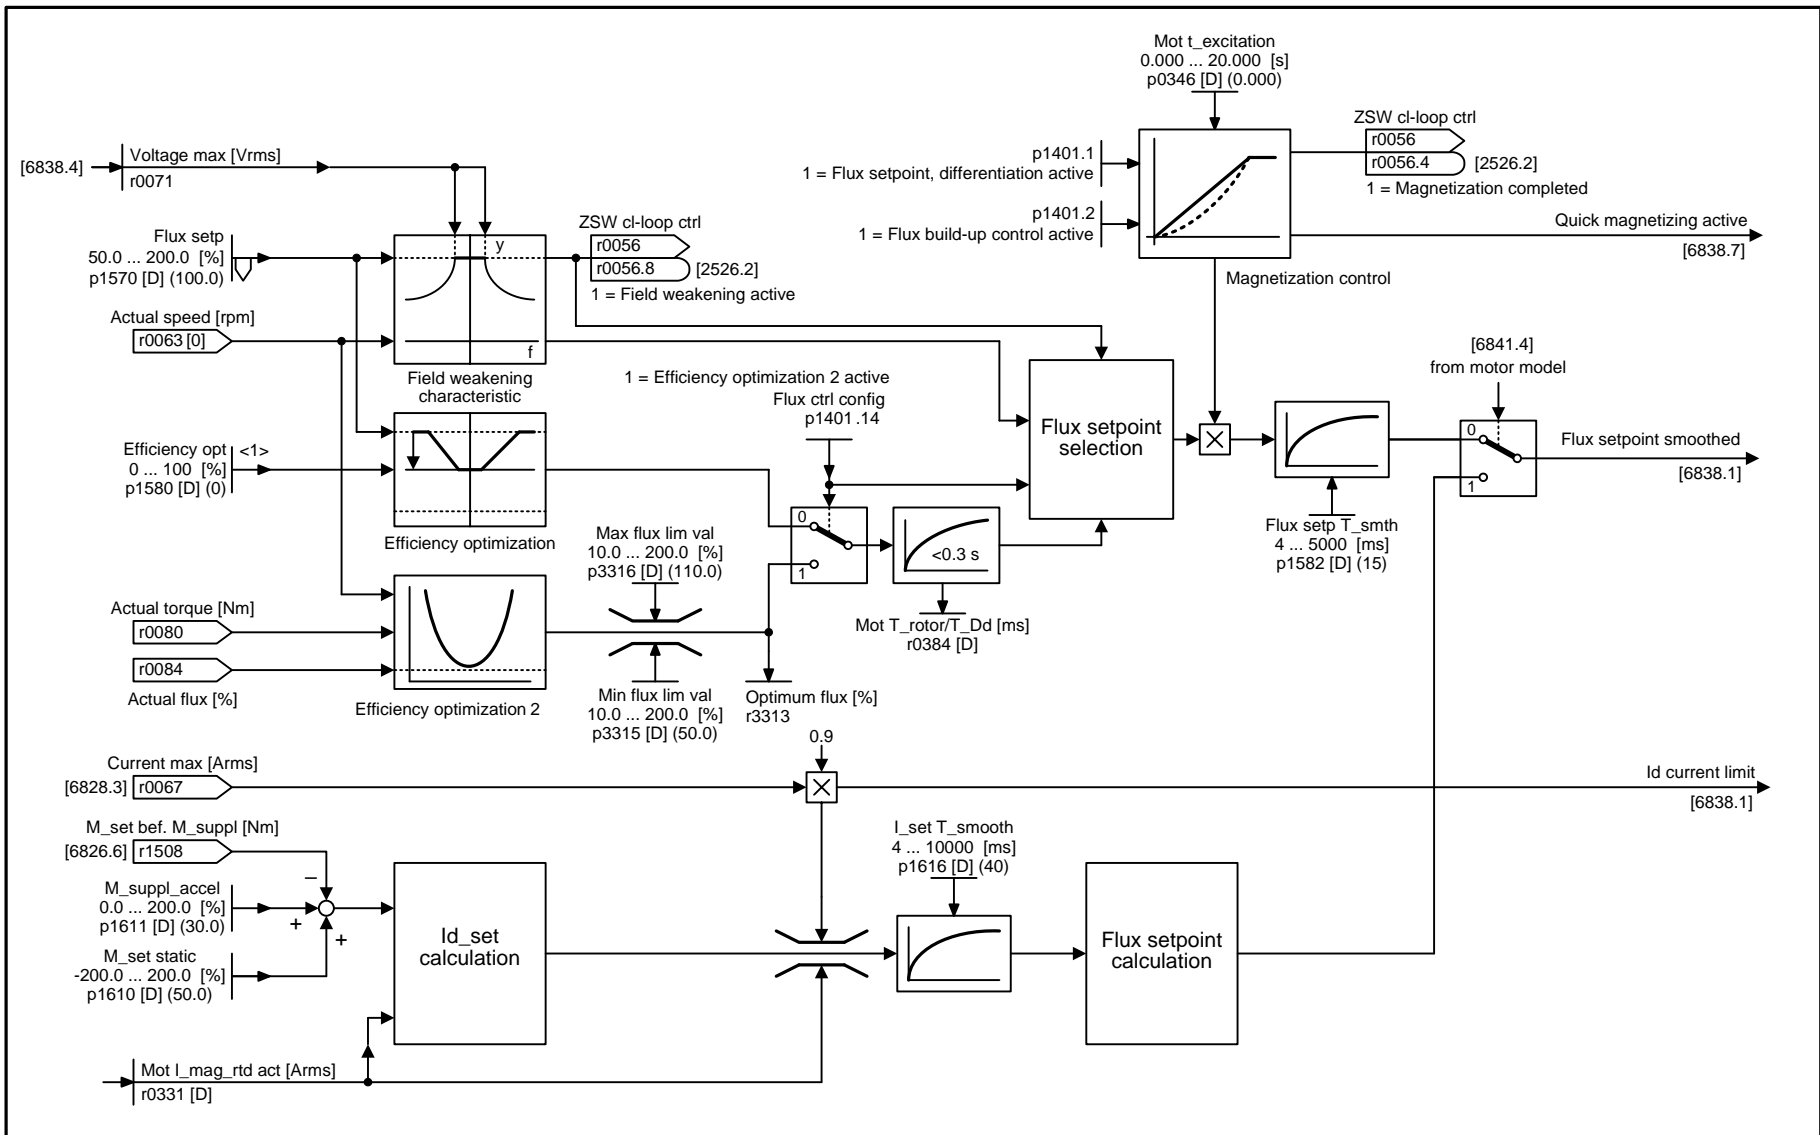 Mot t_excitation
0.000 ... 20.000 [s]
p0346 [D] (0.000)
ZSW cl-loop ctrl
r0056
r0056.4
[2526.2]
1 = Magnetization completed
p1401.1
1 = Flux setpoint, differentiation active
p1401.2
1 = Flux build-up control active
Quick magnetizing active
[6838.7]
Magnetization control
[6838.4]
Voltage max [Vrms]
r0071
Flux setp
50.0 ... 200.0 [%]
p1570 [D] (100.0)
y
f
ZSW cl-loop ctrl
r0056
r0056.8
[2526.2]
1 = Field weakening active
Actual speed [rpm]
r0063 [0]
Field weakening
characteristic
1 = Efficiency optimization 2 active
Flux ctrl config
p1401 .14
Flux setpoint
selection
[6841.4]
from motor model
0
1
Flux setpoint smoothed
[6838.1]
Efficiency opt <1>
0 ... 100 [%]
p1580 [D] (0)
Efficiency optimization
Max flux lim val
10.0 ... 200.0 [%]
p3316 [D] (110.0)
0
1
<0.3 s
Mot T_rotor/T_Dd [ms]
r0384 [D]
Flux setp T_smth
4 ... 5000 [ms]
p1582 [D] (15)
Actual torque [Nm]
r0080
r0084
Actual flux [%]
Efficiency optimization 2
Min flux lim val
10.0 ... 200.0 [%]
p3315 [D] (50.0)
Optimum flux [%]
r3313
0.9
Current max [Arms]
[6828.3]
r0067
Id current limit
[6838.1]
M_set bef. M_suppl [Nm]
[6826.6]
r1508
–
M_suppl_accel
0.0 ... 200.0 [%]
p1611 [D] (30.0)
+
+
M_set static
-200.0 ... 200.0 [%]
p1610 [D] (50.0)
Id_set
calculation
I_set T_smooth
4 ... 10000 [ms]
p1616 [D] (40)
Flux setpoint
calculation
Mot I_mag_rtd act [Arms]
r0331 [D]